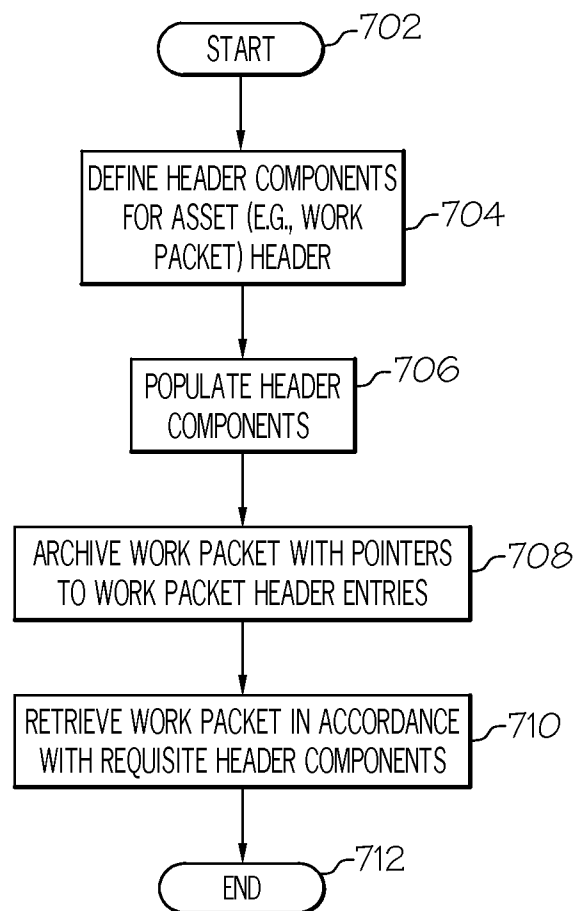 START
702
DEFINE HEADER COMPONENTS
FOR ASSET (E.G., WORK
PACKET) HEADER
704
POPULATE HEADER
COMPONENTS
706
ARCHIVE WORK PACKET WITH POINTERS
TO WORK PACKET HEADER ENTRIES
708
RETRIEVE WORK PACKET IN ACCORDANCE
WITH REQUISITE HEADER COMPONENTS
710
END
712